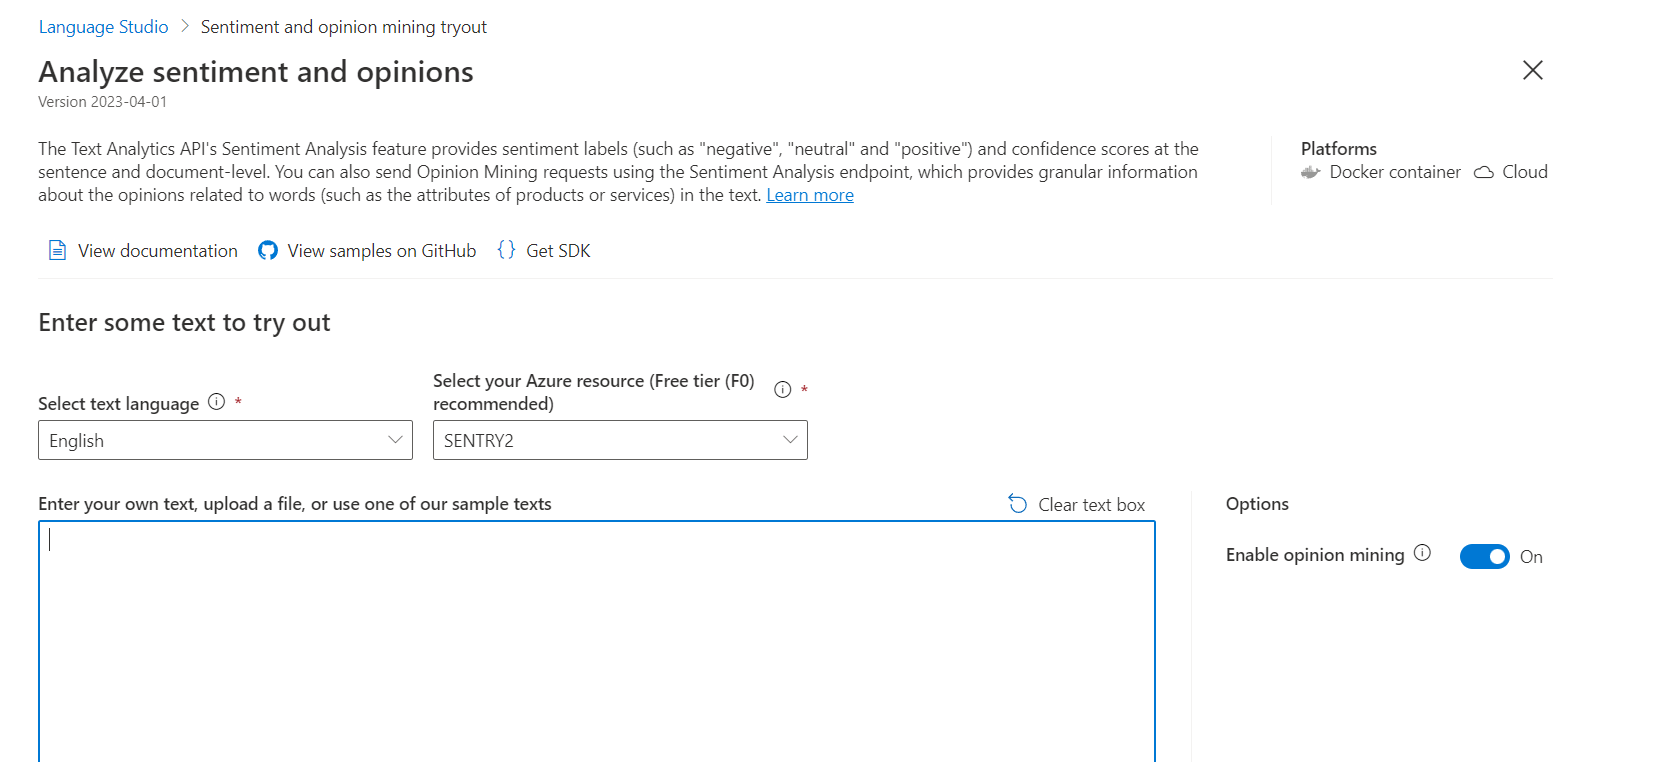 Language Studio > Sentiment and opinion mining tryout
Analyze sentiment and opinions
Version 2023-04-01
The Text Analytics API's Sentiment Analysis feature provides sentiment labels (such as "negative", "neutral" and "positive") and confidence scores at the
sentence and document-level. You can also send Opinion Mining requests using the Sentiment Analysis endpoint, which provides granular information
about the opinions related to words (such as the attributes of products or services) in the text. Learn more
Platforms
Docker container Cloud
View documentation View samples on GitHub {} Get SDK
Enter some text to try out
Select text language *
English
Select your Azure resource (Free tier (F0)
recommended) *
SENTRY2
Enter your own text, upload a file, or use one of our sample texts
Clear text box
Options
Enable opinion mining On